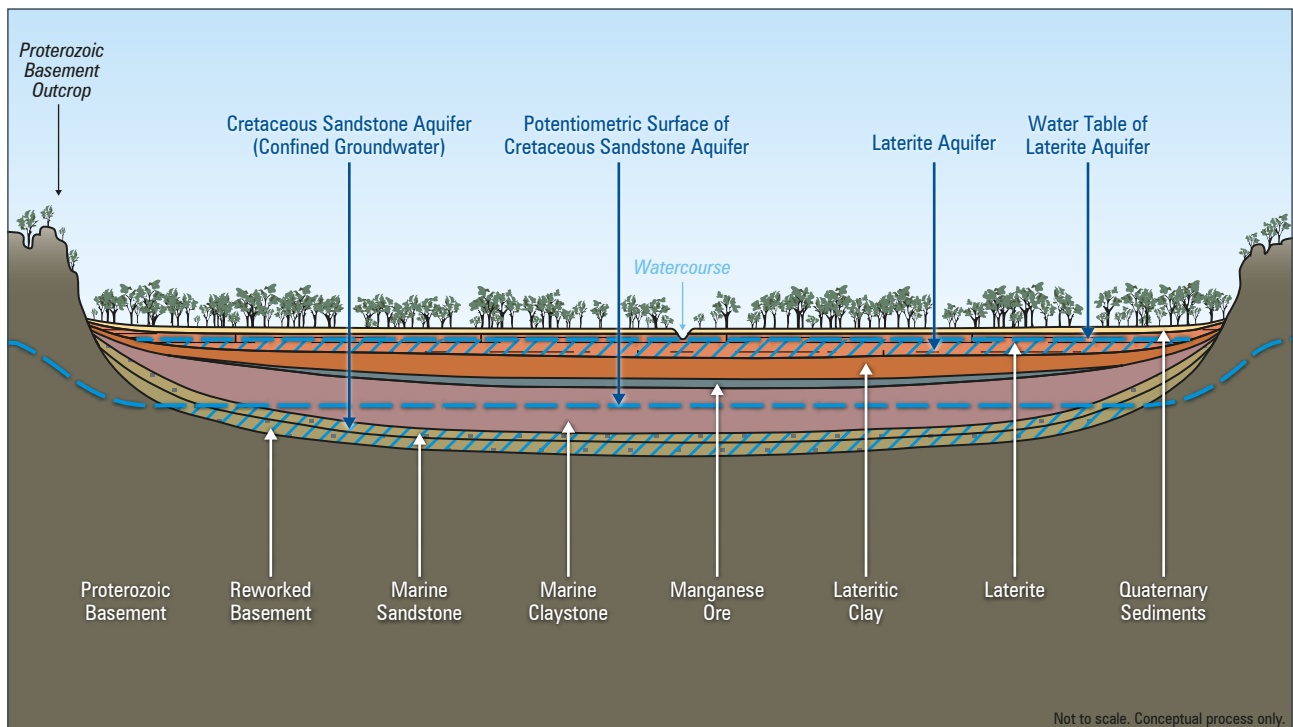 Proterozoic
Basement
Outcrop
Cretaceous Sandstone Aquifer
(Confined Groundwater)
Potentiometric Surface of
Cretaceous Sandstone Aquifer
Laterite Aquifer
Water Table of
Laterite Aquifer
Watercourse
Proterozoic
Basement
Reworked
Basement
Marine
Sandstone
Marine
Claystone
Manganese
Ore
Lateritic
Clay
Laterite
Quaternary
Sediments
Not to scale. Conceptual process only.